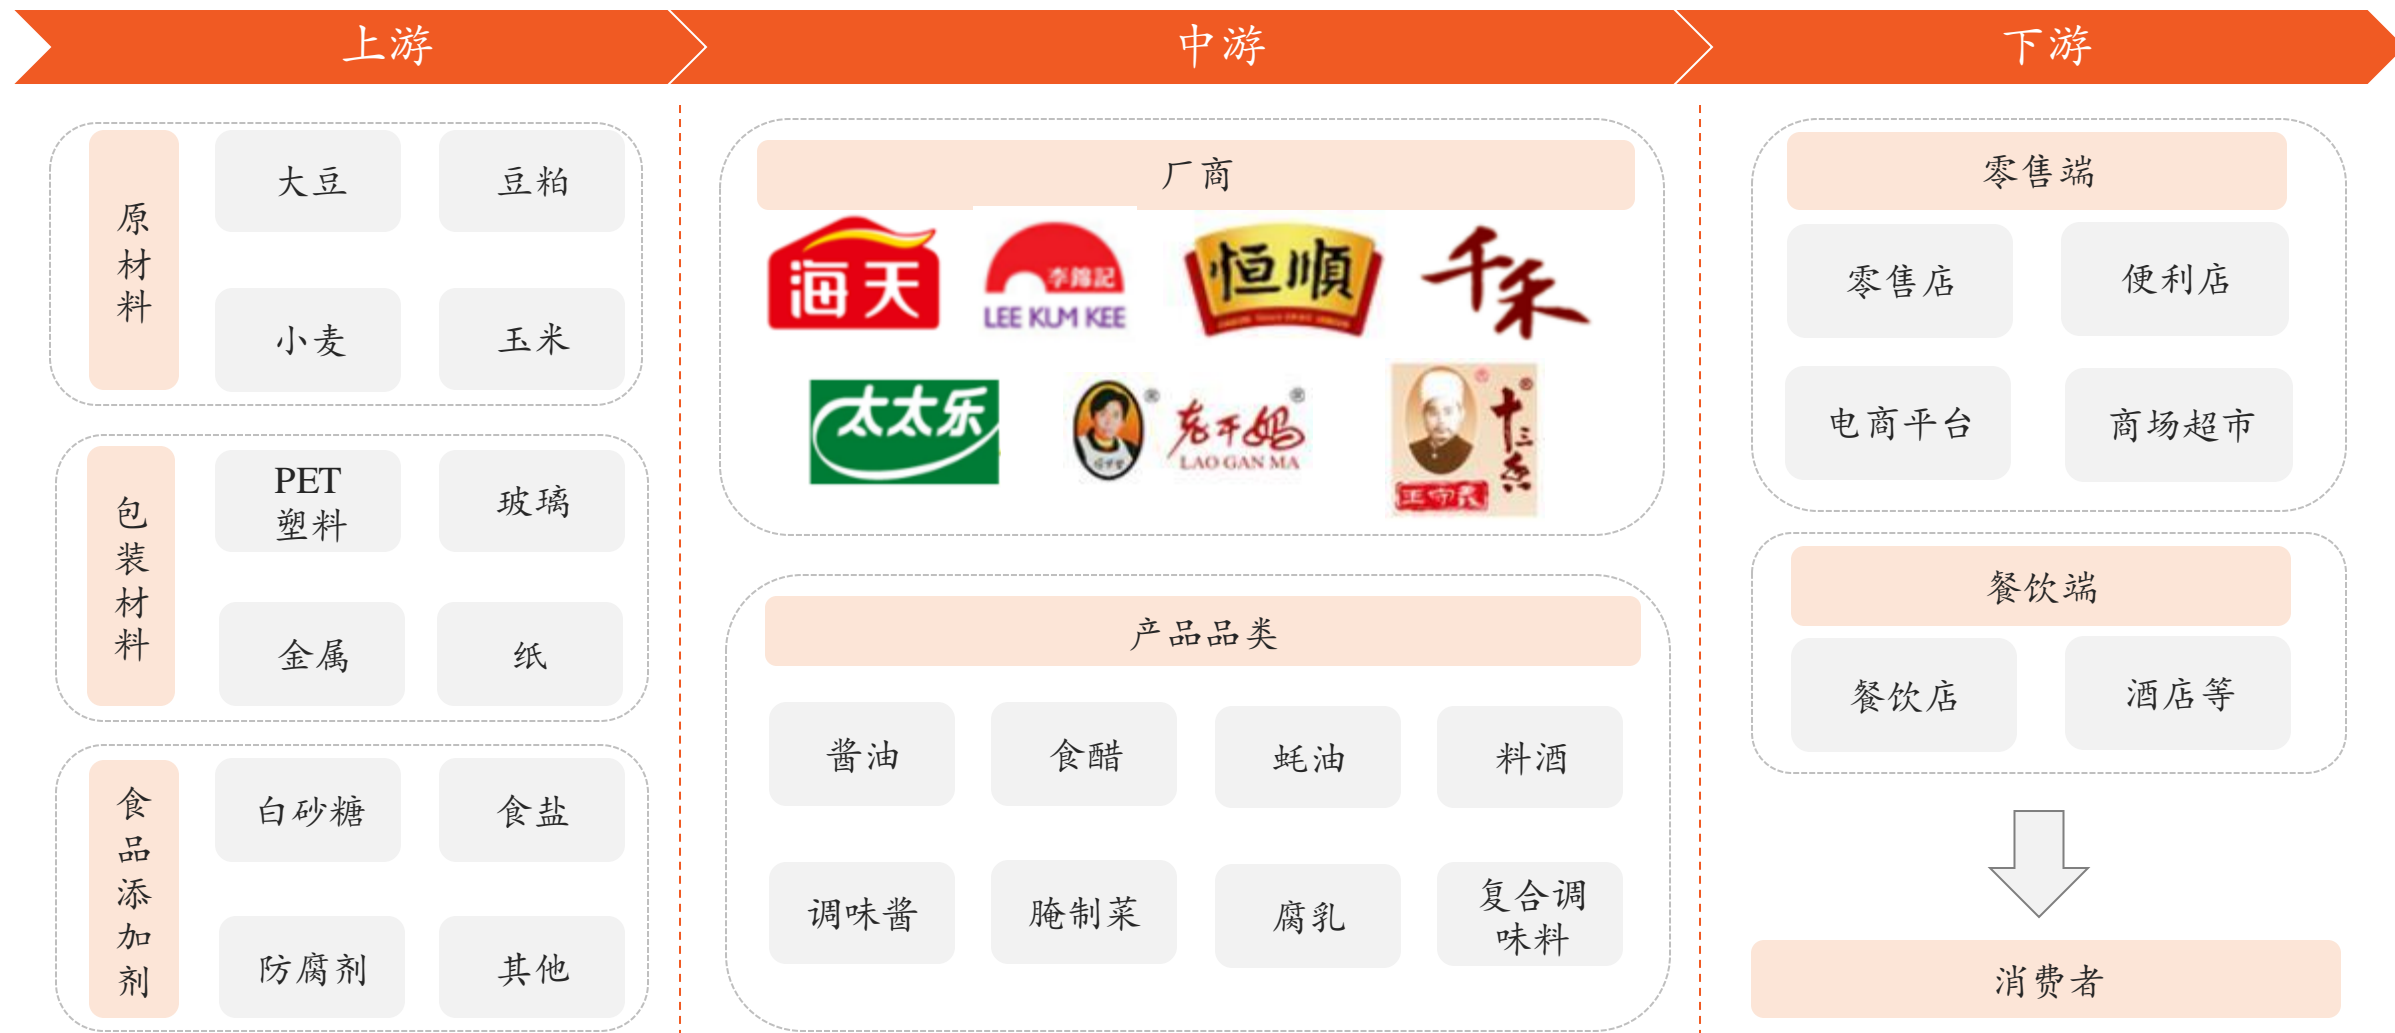 上游
中游
下游
原材料
大豆
豆粕
小麦
玉米
包装材料
PET
塑料
玻璃
金属
纸
食品添加剂
白砂糖
食盐
防腐剂
其他
厂商
海天
李錦記
LEE KUM KEE
恒順
千禾
太太乐
老干妈
LAO GAN MA
十三香
王守義
产品品类
酱油
食醋
蚝油
料酒
调味酱
腌制菜
腐乳
复合调
味料
零售端
零售店
便利店
电商平台
商场超市
餐饮端
餐饮店
酒店等
消费者